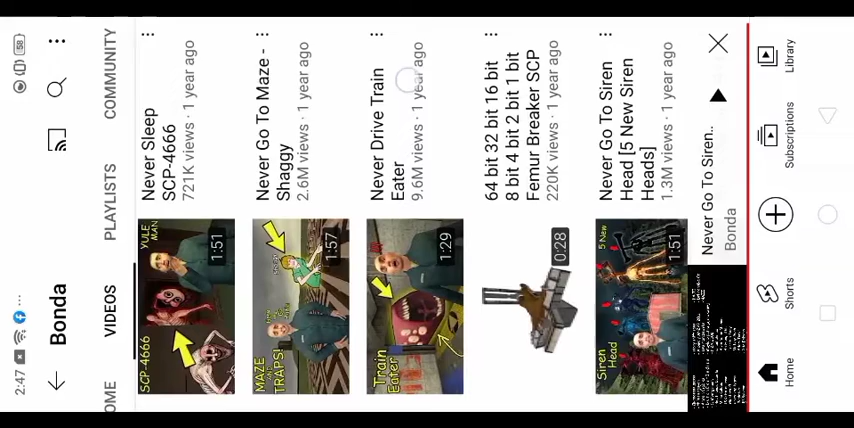 2:47
58
Bonda
OME
VIDEOS
PLAYLISTS
COMMUNITY
SCP-4666
YULE
MAN
1:51
Never Sleep
SCP-4666
721K views · 1 year ago
MAZE
TRAPS!
1:57
Never Go To Maze -
Shaggy
2.6M views · 1 year ago
Train
Eater
1:29
Never Drive Train
Eater
9.6M views · 1 year ago
0:28
64 bit 32 bit 16 bit
8 bit 4 bit 2 bit 1 bit
Femur Breaker SCP
220K views · 1 year ago
Siren
Head
5 New
1:51
Never Go To Siren
Head [5 New Siren
Heads]
1.3M views · 1 year ago
Never Go To Siren..
Bonda
Home
Shorts
Subscriptions
Library